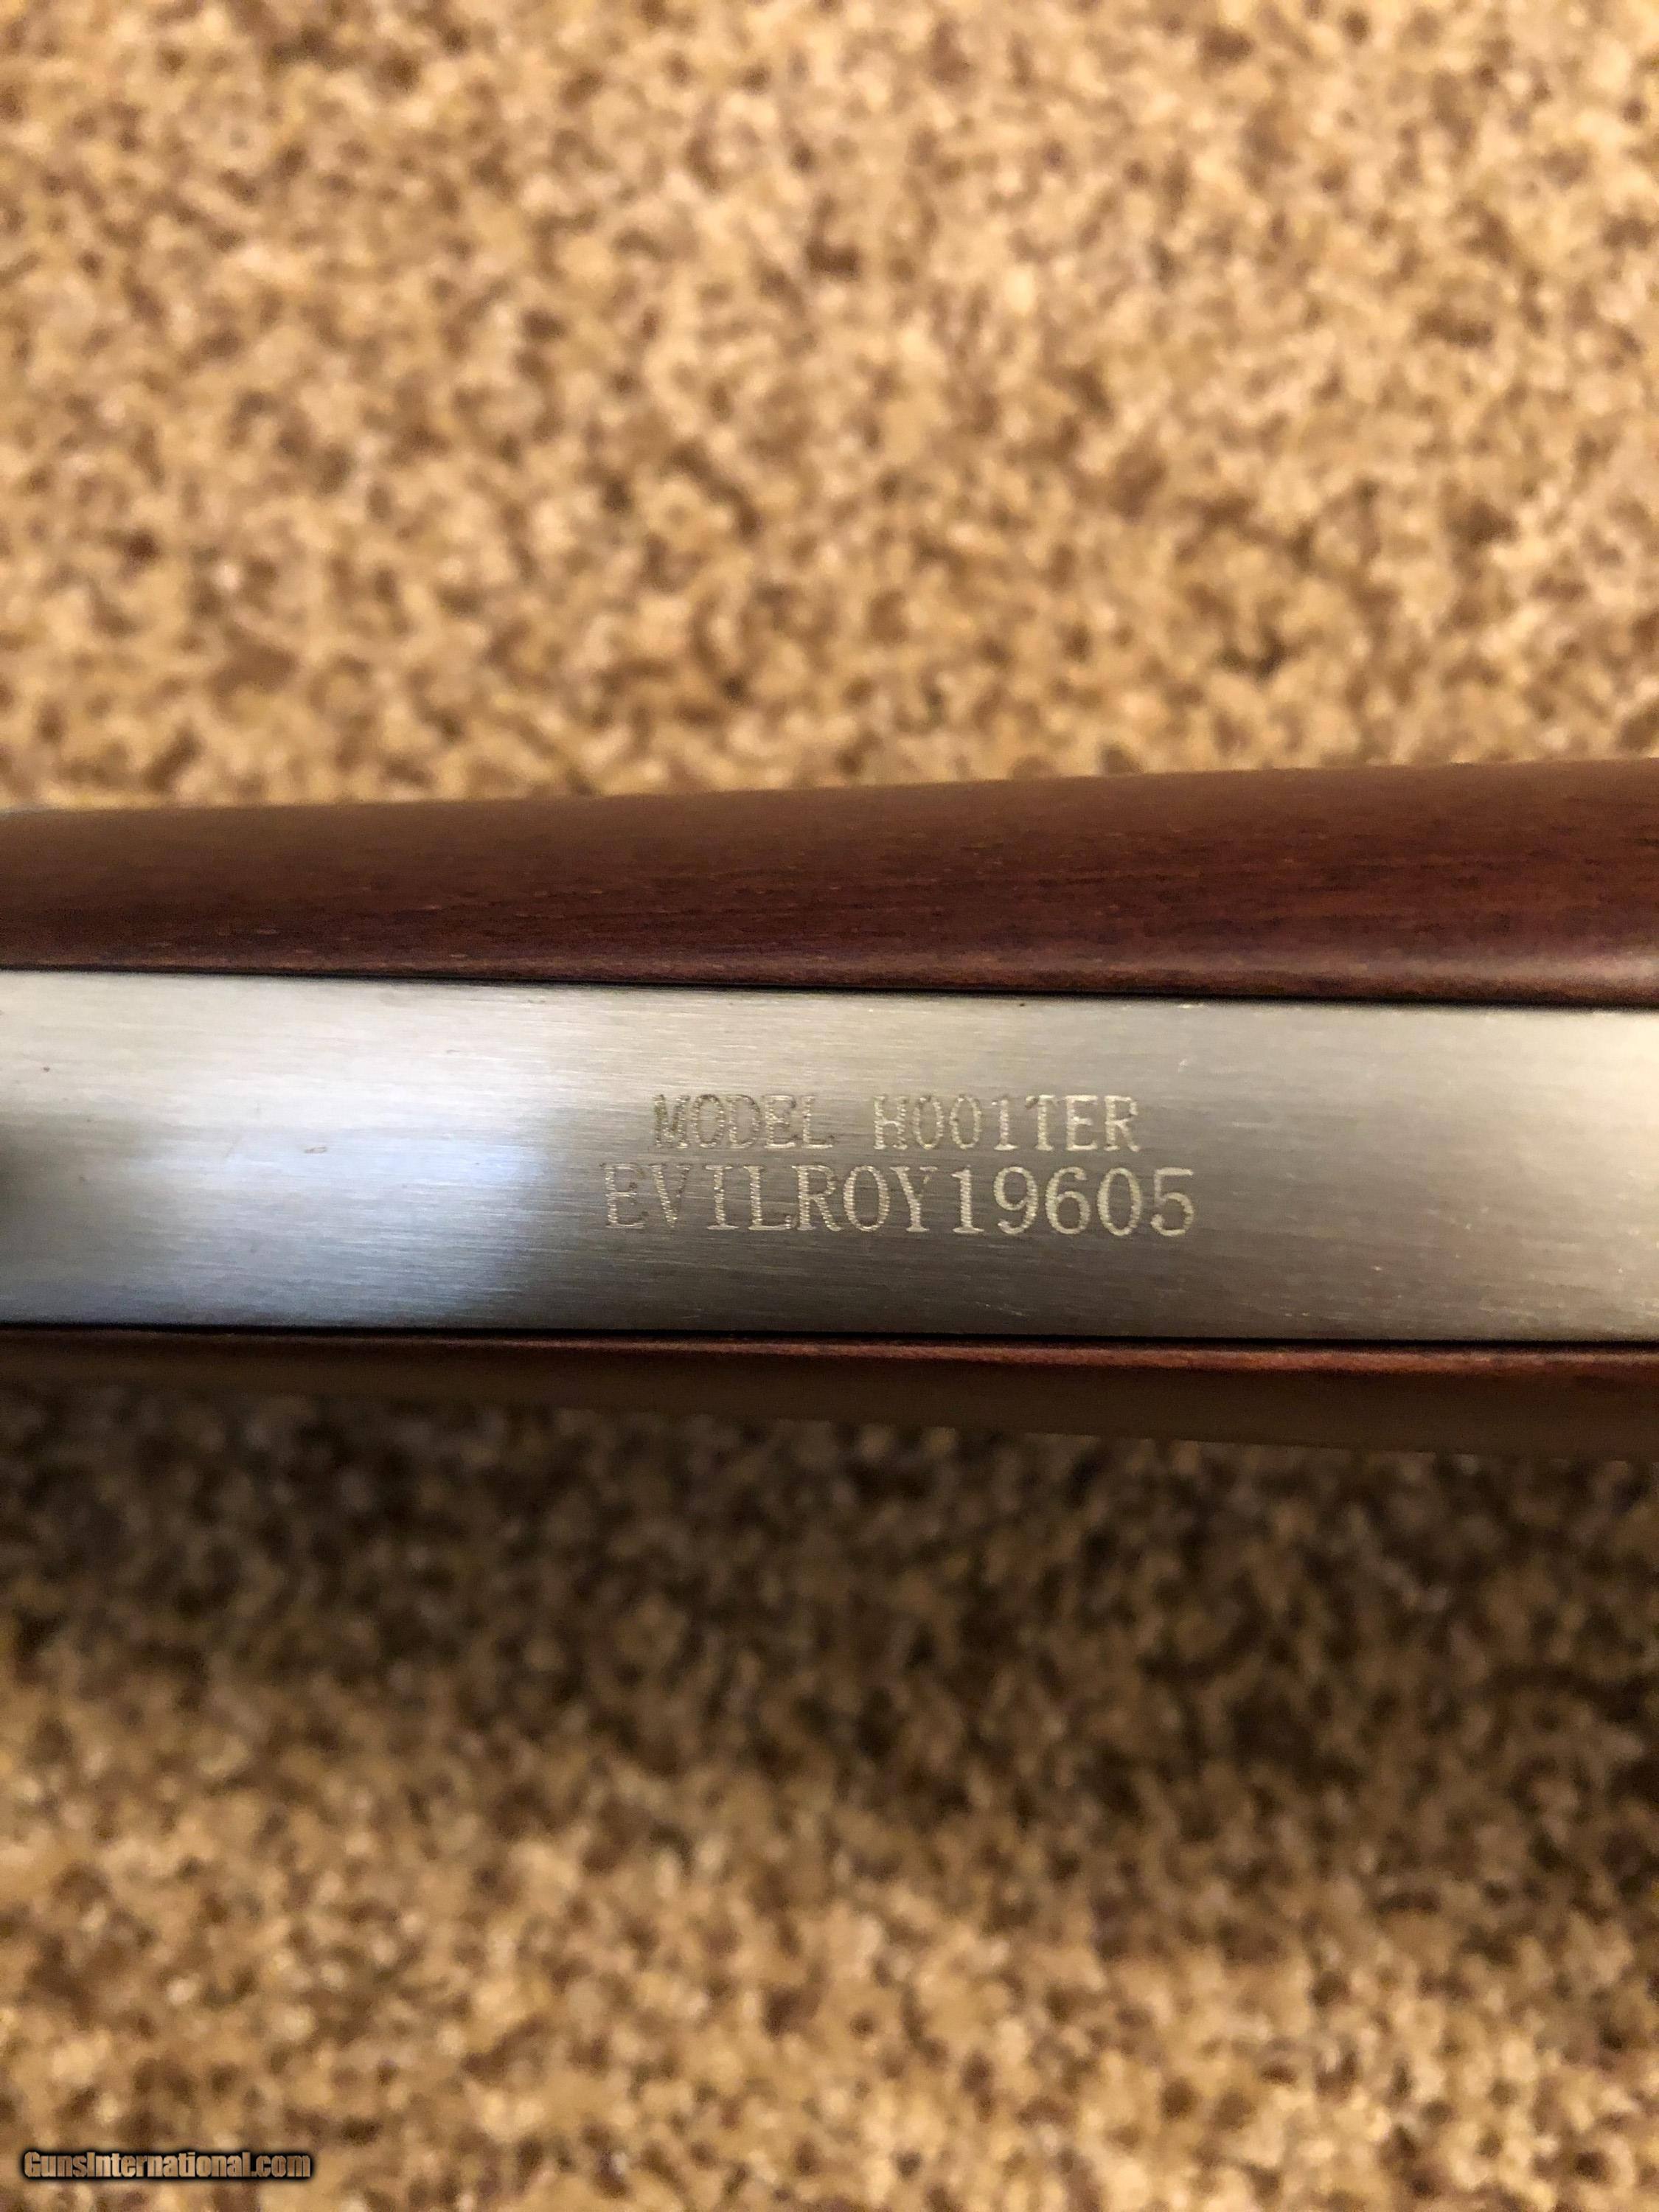 MODEL H001TER
EVILROY19605
GunsInternational.com